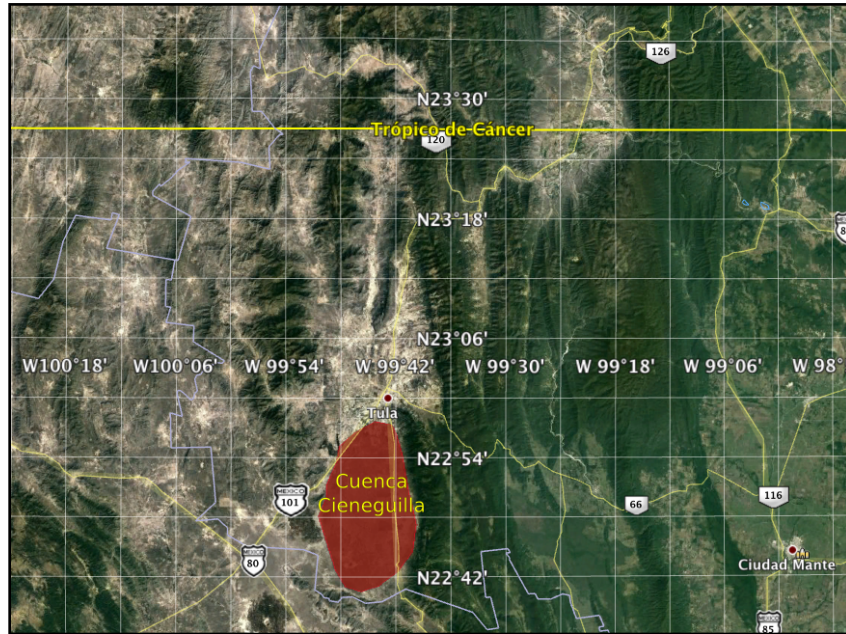 126
N23°30'
Trópico de Cáncer
120
N23°18'
8
N23°06'
W100°18' W100°06' W 99°54' W 99°42' W 99°30' W 99°18' W 99°06' W 98°
Tula
N22°54'
Cuenca
Cieneguilla
MEXICO
101
66
116
MEXICO
80
Ciudad Mante
N22°42'
MEXICO
85